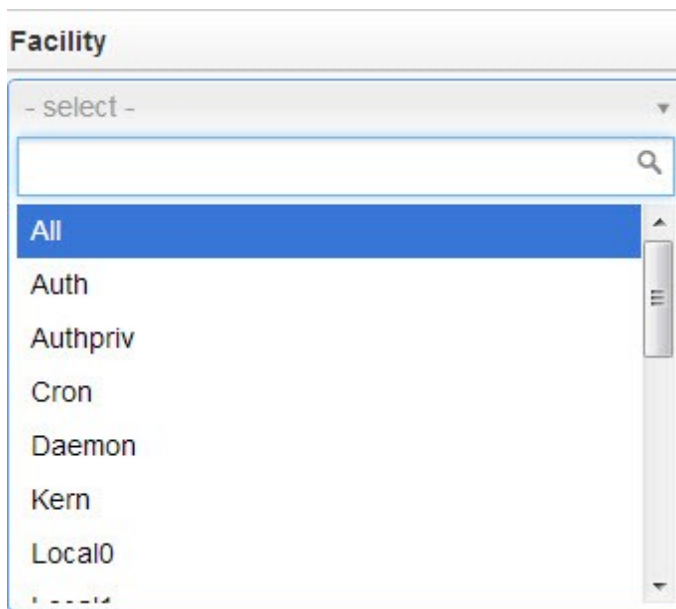 Facility
- select -
All
Auth
Authpriv
Cron
Daemon
Kern
Local0